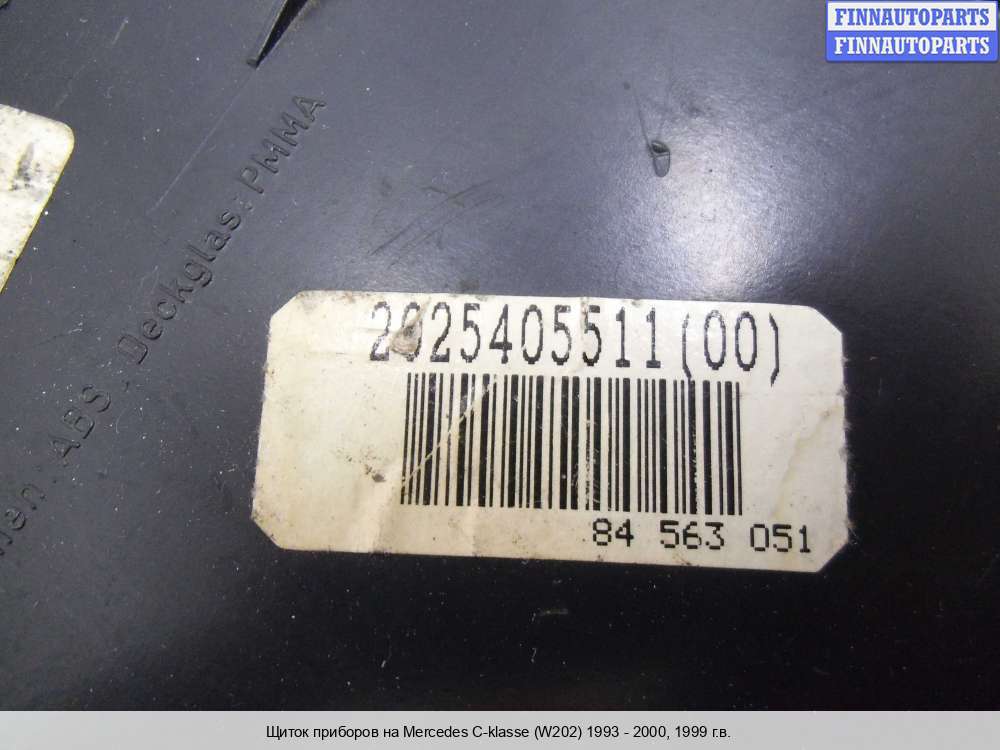 FINNAUTOPARTS
FINNAUTOPARTS
ABS, Deckglas: PMMA
2025405511(00)
84 563 051
Щиток приборов на Mercedes C-klasse (W202) 1993 - 2000, 1999 г.в.